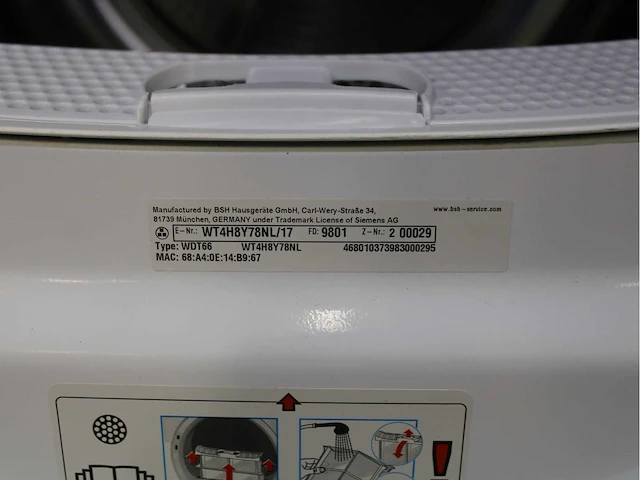 Manufactured by BSH Hausgeräte GmbH, Carl-Wery-Straße 34,
81739 München, GERMANY under Trademark License of Siemens AG
www.bsh-service.com
E-Nr.: WT4H8Y78NL/17 FD: 9801 Z-Nr.: 2 00029
Type: WDT66 WT4H8Y78NL 468010373983000295
MAC: 68:A4:0E:14:B9:67